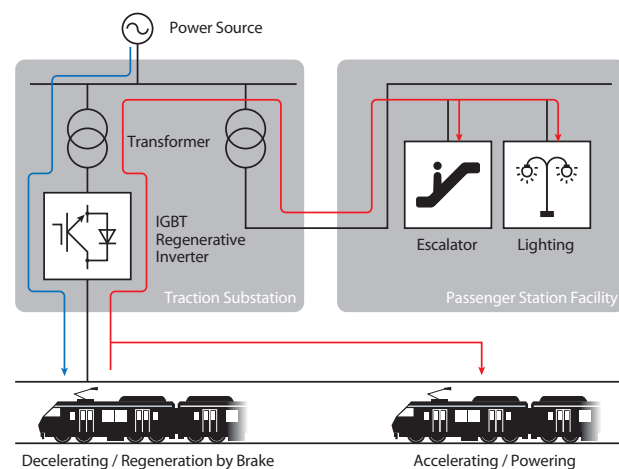 Power Source
Transformer
IGBT
Regenerative
Inverter
Traction Substation
Escalator
Lighting
Passenger Station Facility
Decelerating / Regeneration by Brake
Accelerating / Powering